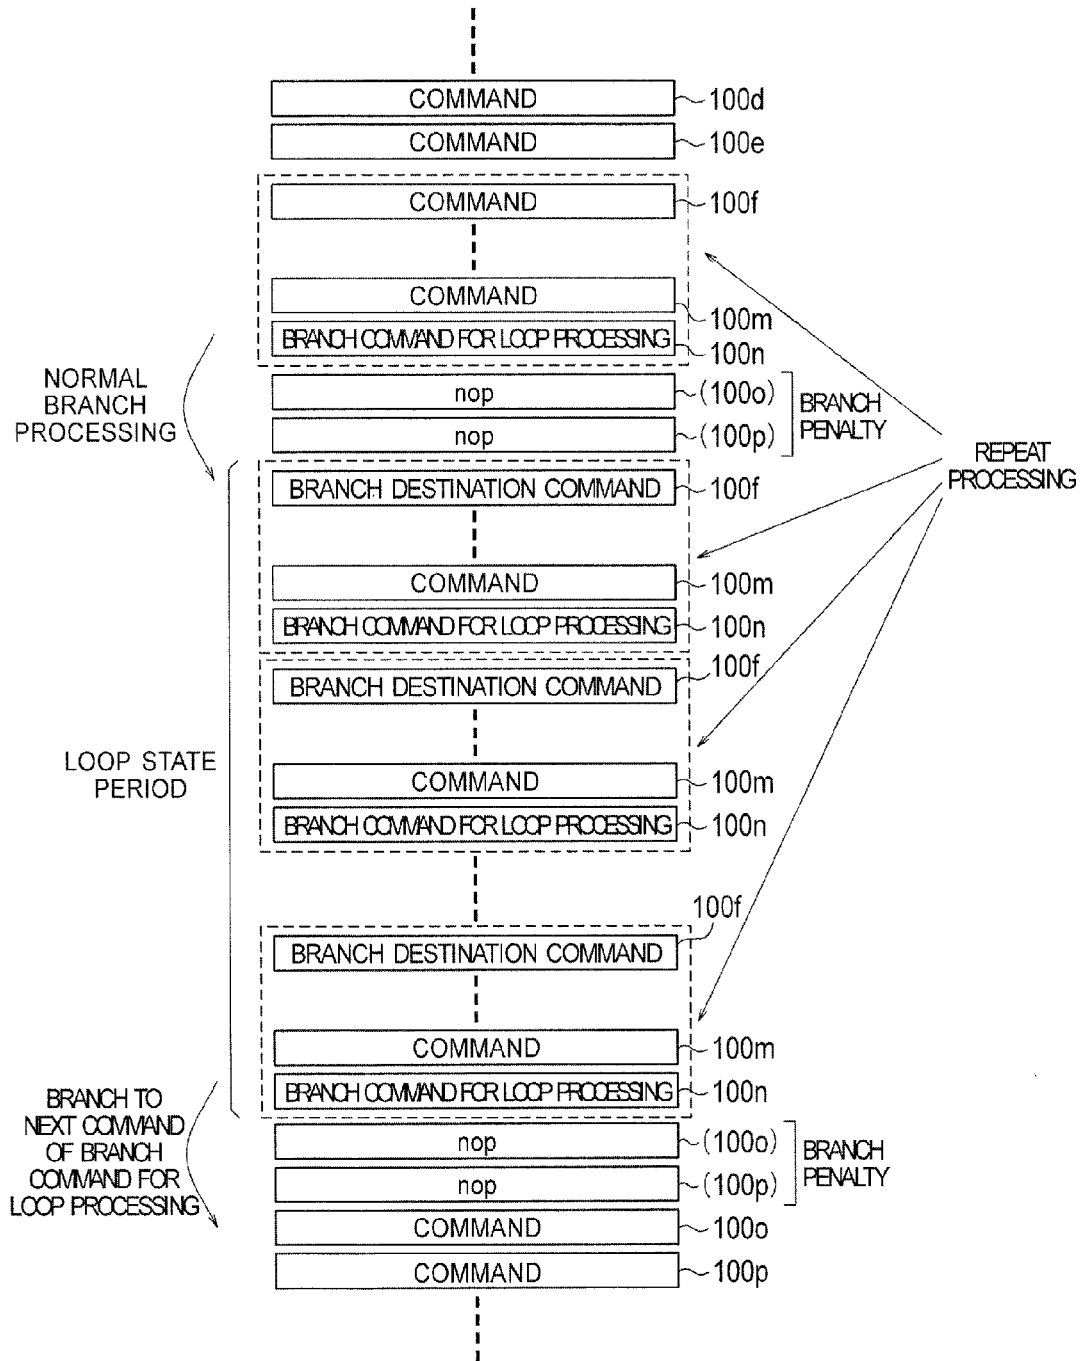 COMMAND 100d
COMMAND 100e
COMMAND 100f
COMMAND 100m
BRANCH COMMAND FOR LOOP PROCESSING 100n
NORMAL
BRANCH
PROCESSING
nop (100o)
nop (100p)
BRANCH
PENALTY
REPEAT
PROCESSING
BRANCH DESTINATION COMMAND 100f
COMMAND 100m
BRANCH COMMAND FOR LOOP PROCESSING 100n
BRANCH DESTINATION COMMAND 100f
LOOP STATE
PERIOD
COMMAND 100m
BRANCH COMMAND FOR LOOP PROCESSING 100n
BRANCH DESTINATION COMMAND 100f
COMMAND 100m
BRANCH COMMAND FOR LOOP PROCESSING 100n
BRANCH TO
NEXT COMMAND
OF BRANCH
COMMAND FOR
LOOP PROCESSING
nop (100o)
nop (100p)
BRANCH
PENALTY
COMMAND 100o
COMMAND 100p